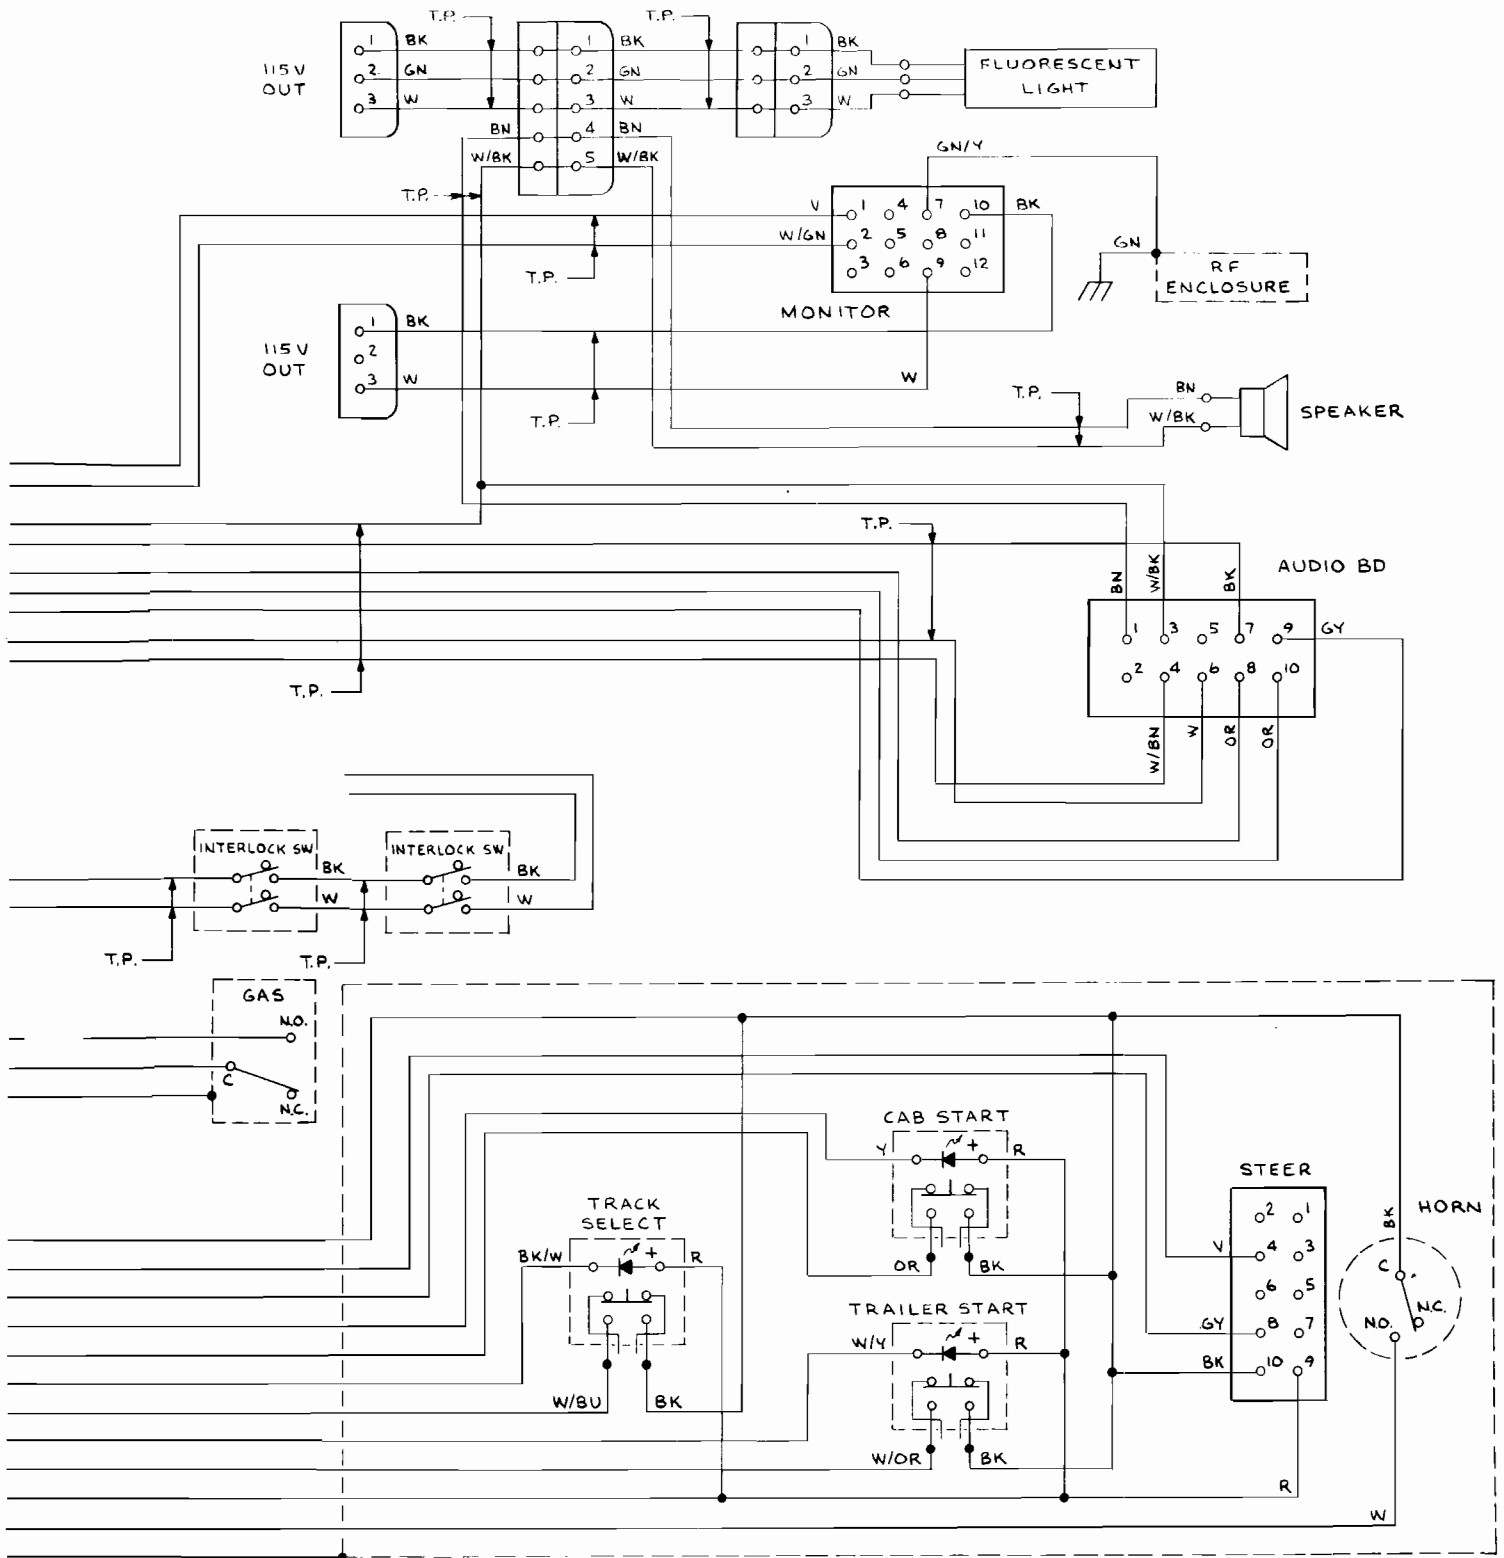 T.P. T.P.
1 BK 1 BK 1 BK
115V OUT
2 GN 2 GN 2 GN
3 W 3 W 3 W
FLUORESCENT
LIGHT
BN 4 BN
W/BK 5 W/BK
T.P.
GN/Y
V 1 4 7 10 BK
W/GN 2 5 8 11
3 6 9 12
T.P.
MONITOR
GN
RF
ENCLOSURE
115V
OUT
1 BK
2
3 W
W
T.P.
T.P.
BN
W/BK
SPEAKER
T.P.
AUDIO BD
BN W/BK BK
1 3 5 7 9 GY
2 4 6 8 10
W/BN W OR OR
T.P.
INTERLOCK SW INTERLOCK SW
BK BK
W W
T.P. T.P.
GAS
N.O.
C
N.C.
CAB START
Y + R
OR BK
TRACK
SELECT
BK/W + R
W/BU BK
TRAILER START
W/Y + R
W/OR BK
STEER
2 1
V 4 3
6 5
GY 8 7
BK 10 9
R
HORN
BK
C
N.C.
N.O.
W